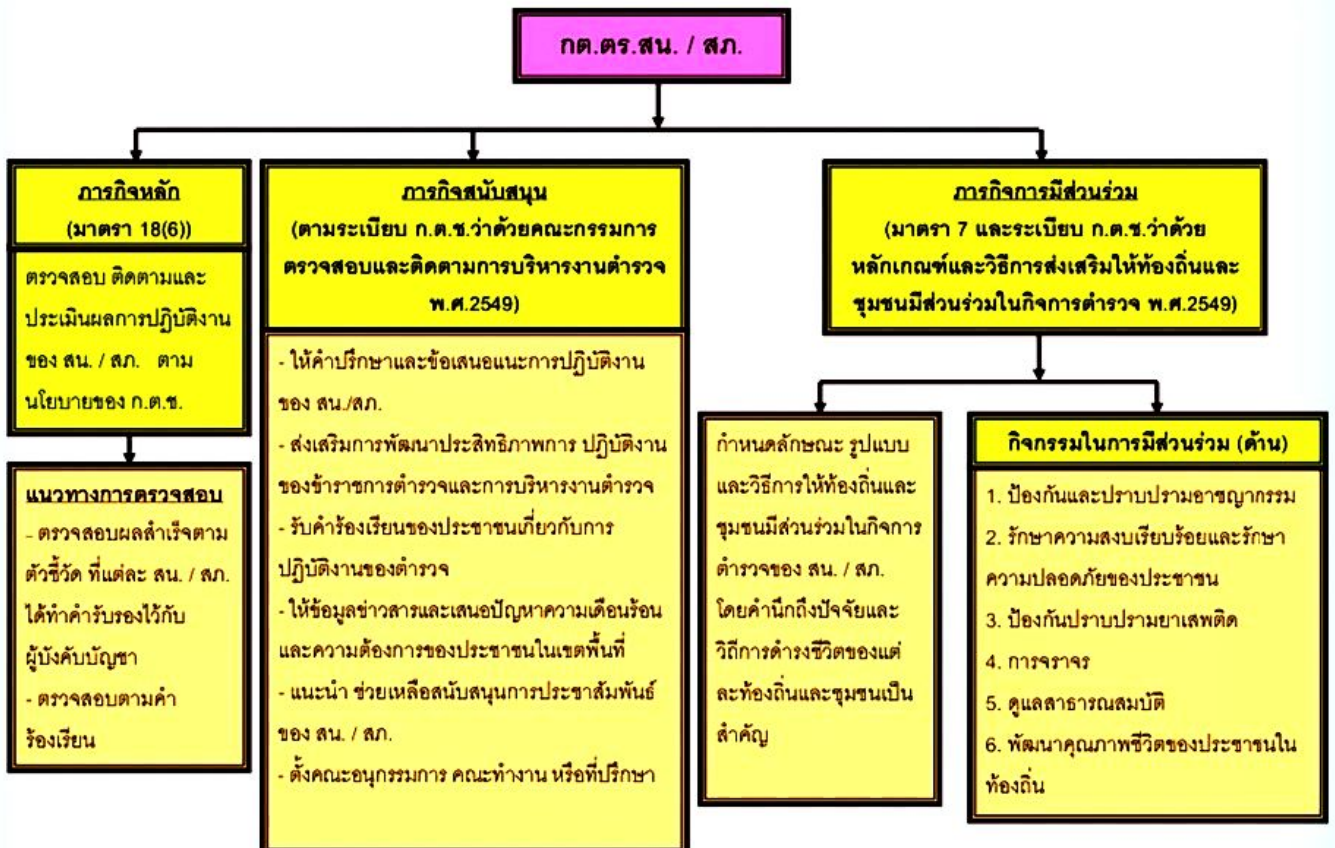 กต.ตร.สน. / สภ.
ภารกิจหลัก
(มาตรา 18(6))
ตรวจสอบ ติดตามและ
ประเมินผลการปฏิบัติงาน
ของ สน. / สภ. ตาม
นโยบายของ ก.ต.ช.
แนวทางการตรวจสอบ
- ตรวจสอบผลสำเร็จตาม
ตัวชี้วัด ที่แต่ละ สน. / สภ.
ได้ทำคำรับรองไว้กับ
ผู้บังคับบัญชา
- ตรวจสอบตามคำ
ร้องเรียน
ภารกิจสนับสนุน
(ตามระเบียบ ก.ต.ช.ว่าด้วยคณะกรรมการ
ตรวจสอบและติดตามการบริหารงานตำรวจ
พ.ศ.2549)
- ให้คำปรึกษาและข้อเสนอแนะการปฏิบัติงาน
ของ สน./สภ.
- ส่งเสริมการพัฒนาประสิทธิภาพการ ปฏิบัติงาน
ของข้าราชการตำรวจและการบริหารงานตำรวจ
- รับคำร้องเรียนของประชาชนเกี่ยวกับการ
ปฏิบัติงานของตำรวจ
- ให้ข้อมูลข่าวสารและเสนอปัญหาความเดือนร้อน
และความต้องการของประชาชนในเขตพื้นที่
- แนะนำ ช่วยเหลือสนับสนุนการประชาสัมพันธ์
ของ สน. / สภ.
- ตั้งคณะอนุกรรมการ คณะทำงาน หรือที่ปรึกษา
ภารกิจการมีส่วนร่วม
(มาตรา 7 และระเบียบ ก.ต.ช.ว่าด้วย
หลักเกณฑ์และวิธีการส่งเสริมให้ท้องถิ่นและ
ชุมชนมีส่วนร่วมในกิจการตำรวจ พ.ศ.2549)
กำหนดลักษณะ รูปแบบ
และวิธีการให้ท้องถิ่นและ
ชุมชนมีส่วนร่วมในกิจการ
ตำรวจของ สน. / สภ.
โดยคำนึกถึงปัจจัยและ
วิถีการดำรงชีวิตของแต่
ละท้องถิ่นและชุมชนเป็น
สำคัญ
กิจกรรมในการมีส่วนร่วม (ด้าน)
1. ป้องกันและปราบปรามอาชญากรรม
2. รักษาความสงบเรียบร้อยและรักษา
ความปลอดภัยของประชาชน
3. ป้องกันปราบปรามยาเสพติด
4. การจราจร
5. ดูแลสาธารณสมบัติ
6. พัฒนาคุณภาพชีวิตของประชาชนใน
ท้องถิ่น